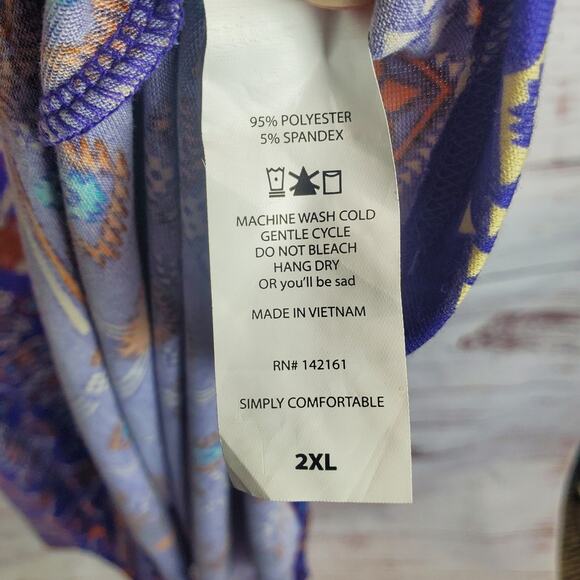 95% POLYESTER
5% SPANDEX
MACHINE WASH COLD
GENTLE CYCLE
DO NOT BLEACH
HANG DRY
OR you'll be sad
MADE IN VIETNAM
RN# 142161
SIMPLY COMFORTABLE
2XL